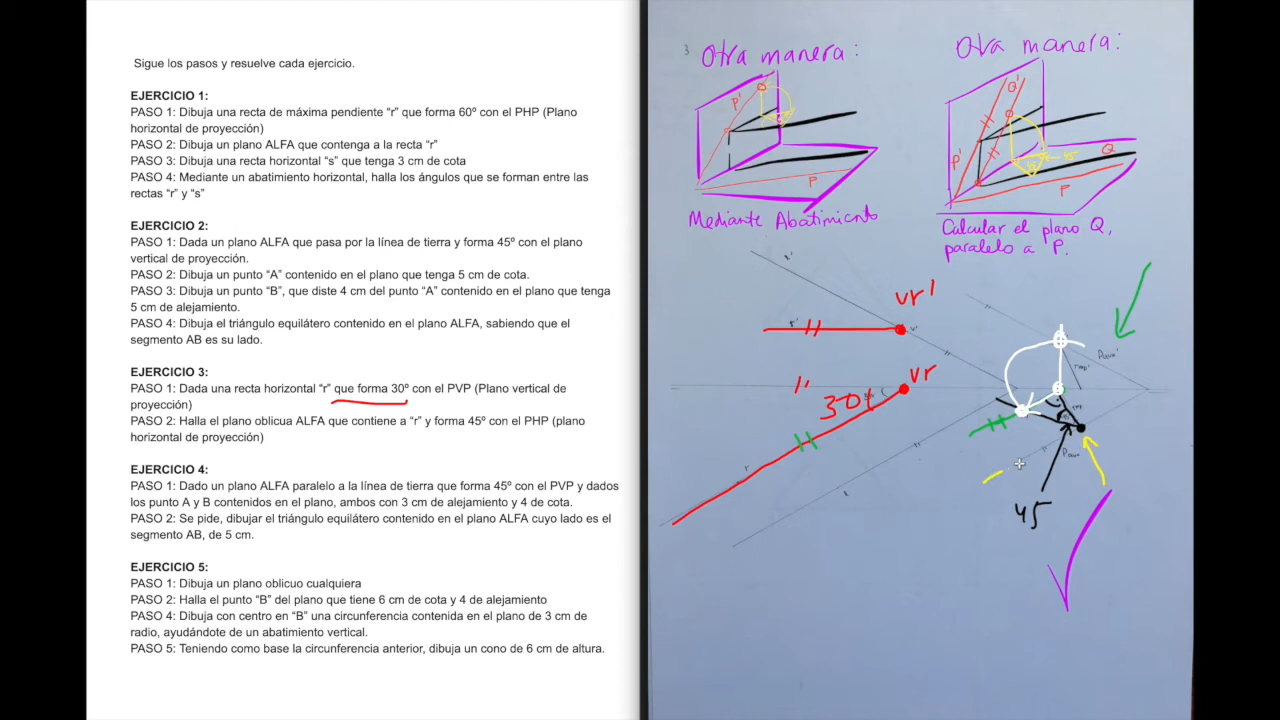 Sigue los pasos y resuelve cada ejercicio.
EJERCICIO 1:
PASO 1: Dibuja una recta de máxima pendiente “r” que forma 60º con el PHP (Plano
horizontal de proyección)
PASO 2: Dibuja un plano ALFA que contenga a la recta “r”
PASO 3: Dibuja una recta horizontal “s” que tenga 3 cm de cota
PASO 4: Mediante un abatimiento horizontal, halla los ángulos que se forman entre las
rectas “r” y “s”
EJERCICIO 2:
PASO 1: Dada un plano ALFA que pasa por la línea de tierra y forma 45º con el plano
vertical de proyección.
PASO 2: Dibuja un punto “A” contenido en el plano que tenga 5 cm de cota.
PASO 3: Dibuja un punto “B”, que diste 4 cm del punto “A” contenido en el plano que tenga
5 cm de alejamiento.
PASO 4: Dibuja el triángulo equilátero contenido en el plano ALFA, sabiendo que el
segmento AB es su lado.
EJERCICIO 3:
PASO 1: Dada una recta horizontal “r” que forma 30º con el PVP (Plano vertical de
proyección)
PASO 2: Halla el plano oblicua ALFA que contiene a “r” y forma 45º con el PHP (plano
horizontal de proyección)
EJERCICIO 4:
PASO 1: Dado un plano ALFA paralelo a la línea de tierra que forma 45º con el PVP y dados
los punto A y B contenidos en el plano, ambos con 3 cm de alejamiento y 4 de cota.
PASO 2: Se pide, dibujar el triángulo equilátero contenido en el plano ALFA cuyo lado es el
segmento AB, de 5 cm.
EJERCICIO 5:
PASO 1: Dibuja un plano oblicuo cualquiera
PASO 2: Halla el punto “B” del plano que tiene 6 cm de cota y 4 de alejamiento
PASO 4: Dibuja con centro en “B” una circunferencia contenida en el plano de 3 cm de
radio, ayudándote de un abatimiento vertical.
PASO 5: Teniendo como base la circunferencia anterior, dibuja un cono de 6 cm de altura.
3
Otra manera:
P'
P
Mediante Abatimiento
Otra manera:
Q'
P'
Q
P
45
Calcular el plano Q,
paralelo a P.
vr'
r'
v'
vr
30º
r
Paux'
Paux
45